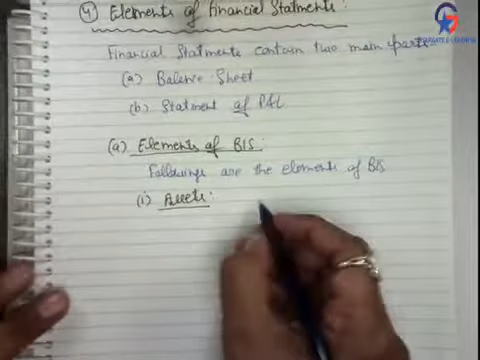 4) Elements of Financial Statments:
Financial Statments contain two main parts
(a) Balance Sheet
(b) Statment of P&L
(a) Elements of B/S:
Followings are the elements of B/S
(i) Assets: